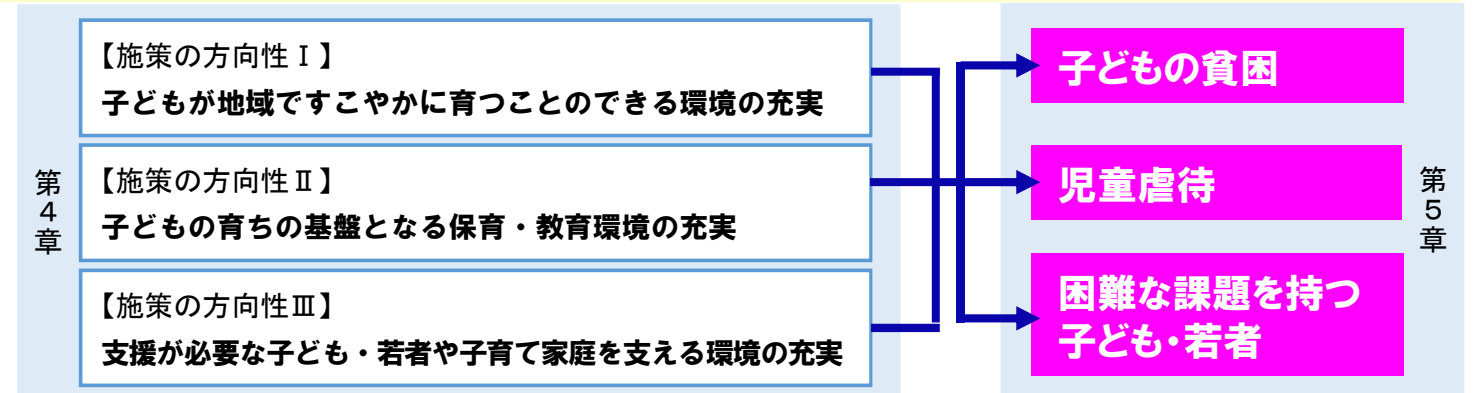 第4章
【施策の方向性Ⅰ】
子どもが地域ですこやかに育つことのできる環境の充実
【施策の方向性Ⅱ】
子どもの育ちの基盤となる保育・教育環境の充実
【施策の方向性Ⅲ】
支援が必要な子ども・若者や子育て家庭を支える環境の充実
子どもの貧困
児童虐待
困難な課題を持つ
子ども・若者
第5章